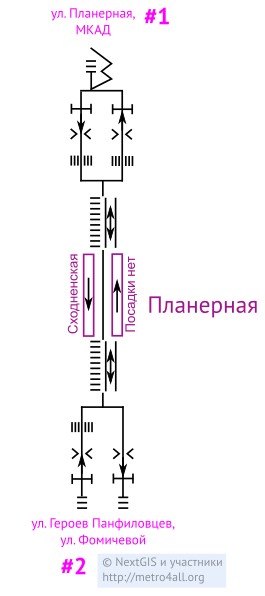 ул. Планерная,
МКАД
#1
Сходненская
Посадки нет
Планерная
ул. Героев Панфиловцев,
ул. Фомичевой
#2
© NextGIS и участники
http://metro4all.org